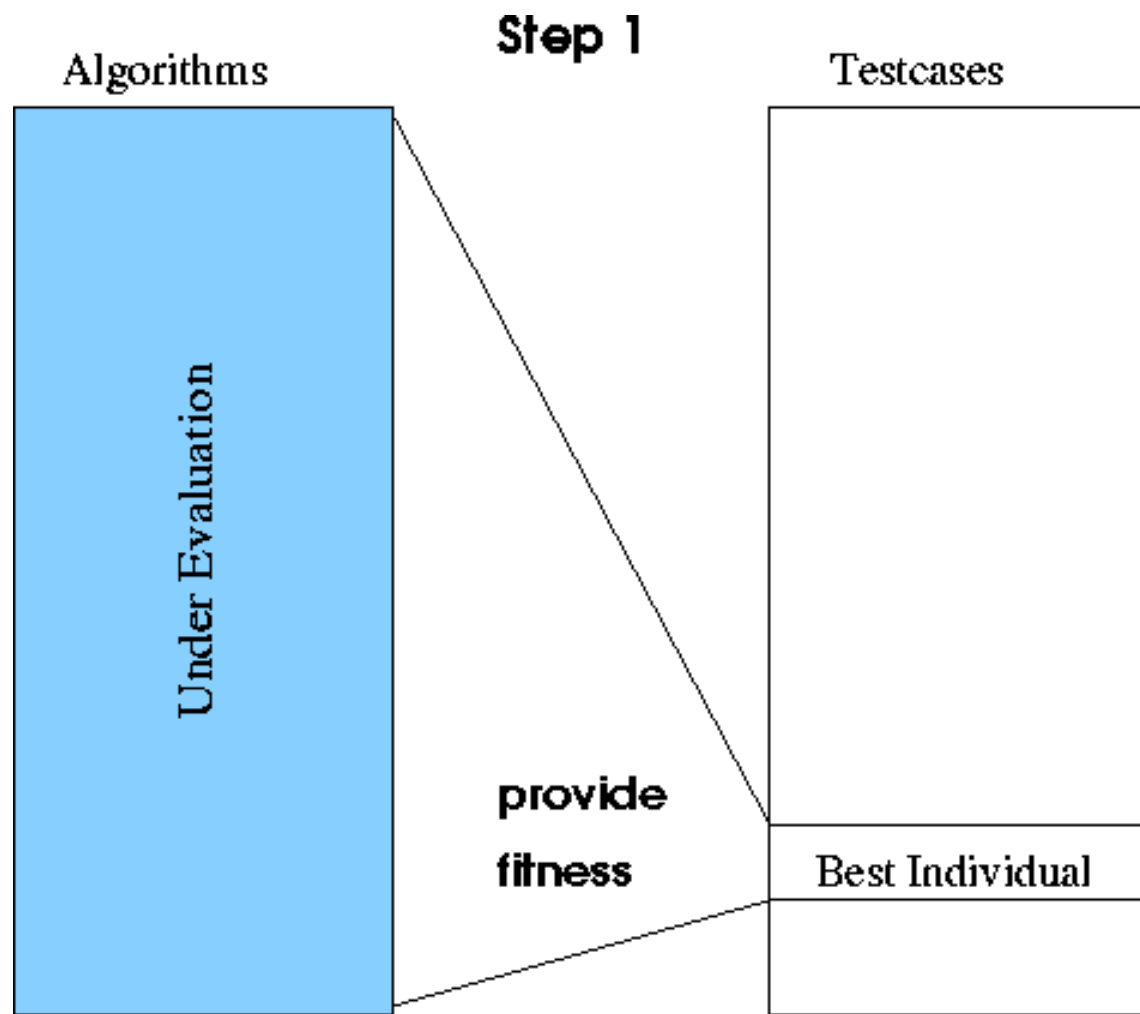 Step 1
Algorithms
Testcases
Under Evaluation
provide
fitness
Best Individual